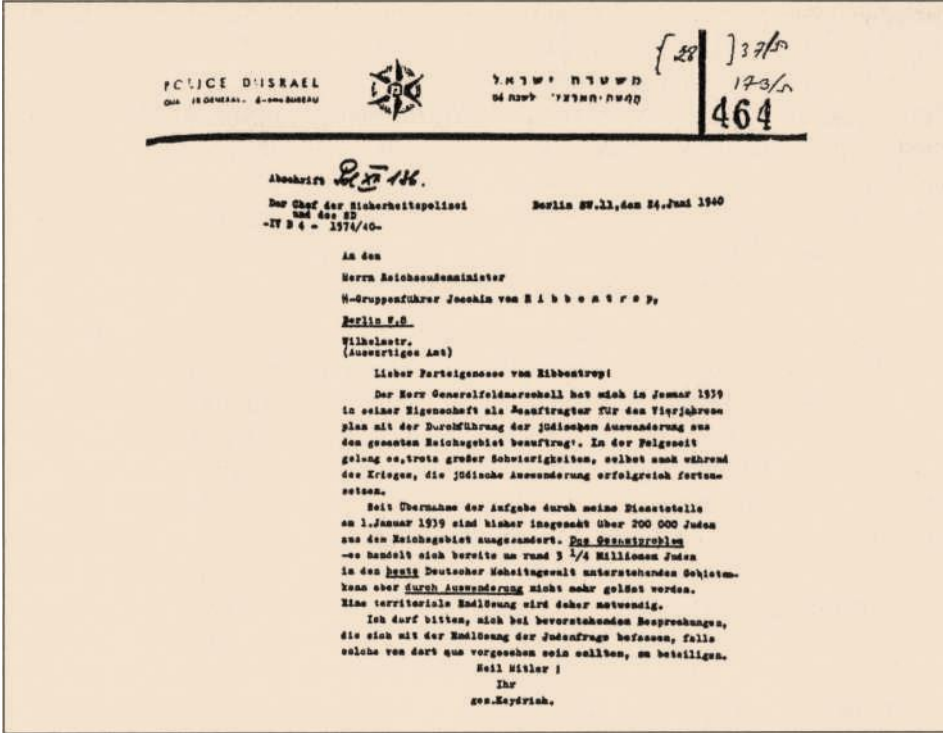 POLICE D'ISRAEL
משטרת ישראל
{ 28 ] 37/ת
173/ת
464
Abschrift Pol XII 136.
Der Chef der Sicherheitspolizei
und des SD
-IV D 4 - 1574/40-
Berlin SW.11, den 24.Juni 1940
An den
Herrn Reichsaußenminister
SS-Gruppenführer Joachim von R i b b e n t r o p,
Berlin W.8
Wilhelmstr.
(Auswärtiges Amt)
Lieber Parteigenosse von Ribbentrop!
Der Herr Generalfeldmarschall hat mich im Januar 1939
in seiner Eigenschaft als Beauftragter für den Vierjahres-
plan mit der Durchführung der jüdischen Auswanderung aus
dem gesamten Reichsgebiet beauftragt. In der Folgezeit
gelang es,trotz großer Schwierigkeiten, selbst auch während
des Krieges, die jüdische Auswanderung erfolgreich fortzu-
setzen.
Seit Übernahme der Aufgabe durch meine Dienststelle
am 1.Januar 1939 sind bisher insgesamt über 200 000 Juden
aus dem Reichsgebiet ausgewandert. Das Gesamtproblem
-es handelt sich bereits um rund 3 1/4 Millionen Juden
in den heute Deutscher Hoheitsgewalt unterstehenden Gebieten-
kann aber durch Auswanderung nicht mehr gelöst werden.
Eine territoriale Endlösung wird daher notwendig.
Ich darf bitten, mich bei bevorstehenden Besprechungen,
die sich mit der Endlösung der Judenfrage befassen, falls
solche von dort aus vorgesehen sein sollten, zu beteiligen.
Heil Hitler !
Ihr
gez.Heydrich.